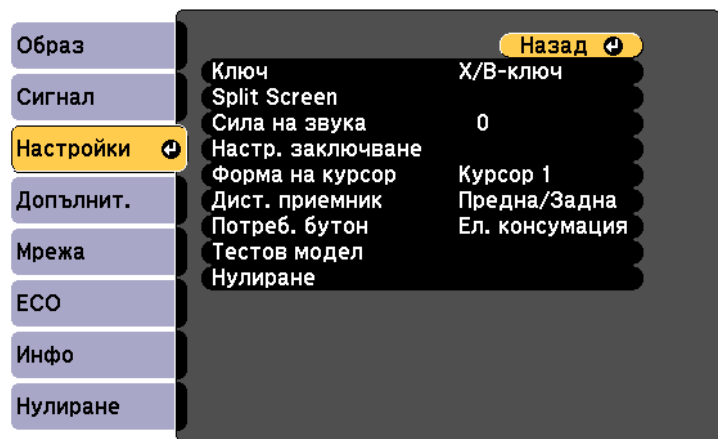 Образ
Сигнал
Настройки
Допълнит.
Мрежа
ECO
Инфо
Нулиране
Назад
Ключ Х/В-ключ
Split Screen
Сила на звука 0
Настр. заключване
Форма на курсор Курсор 1
Дист. приемник Предна/Задна
Потреб. бутон Ел. консумация
Тестов модел
Нулиране